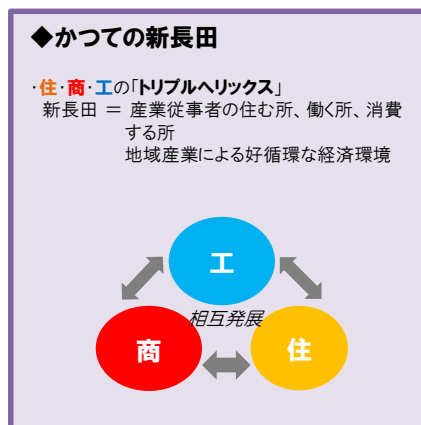 ◆かつての新長田
・住・商・工の「トリプルヘリックス」
新長田 ＝ 産業従事者の住む所、働く所、消費
する所
地域産業による好循環な経済環境
工
相互発展
商
住